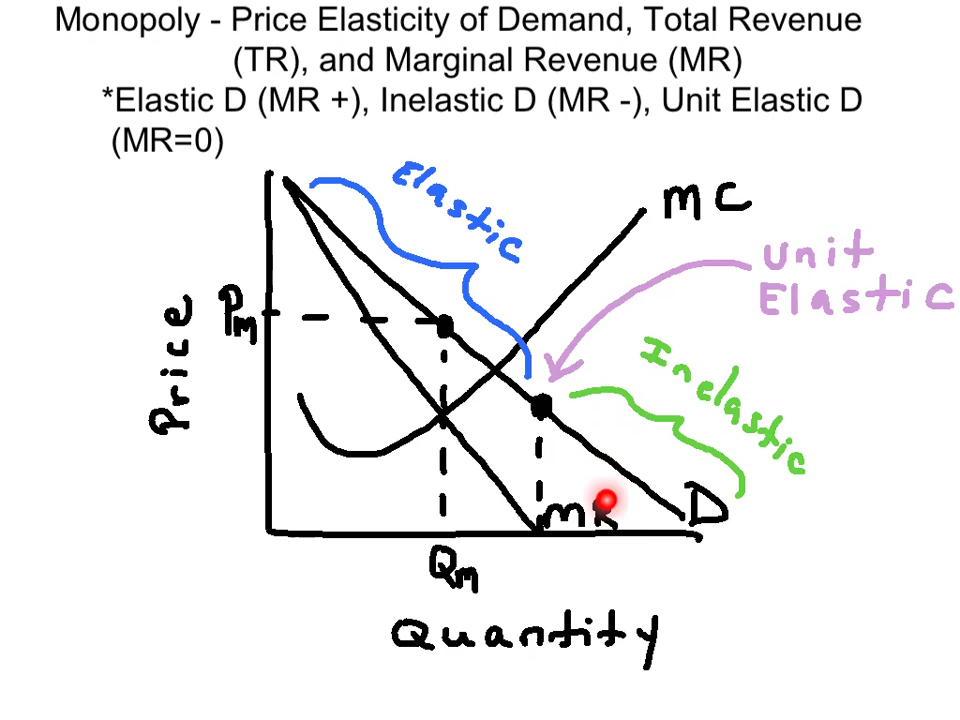 Monopoly - Price Elasticity of Demand, Total Revenue
(TR), and Marginal Revenue (MR)
*Elastic D (MR +), Inelastic D (MR -), Unit Elastic D
(MR=0)
Elastic
MC
Unit
Elastic
Pm
Inelastic
Price
MR
D
Qm
Quantity